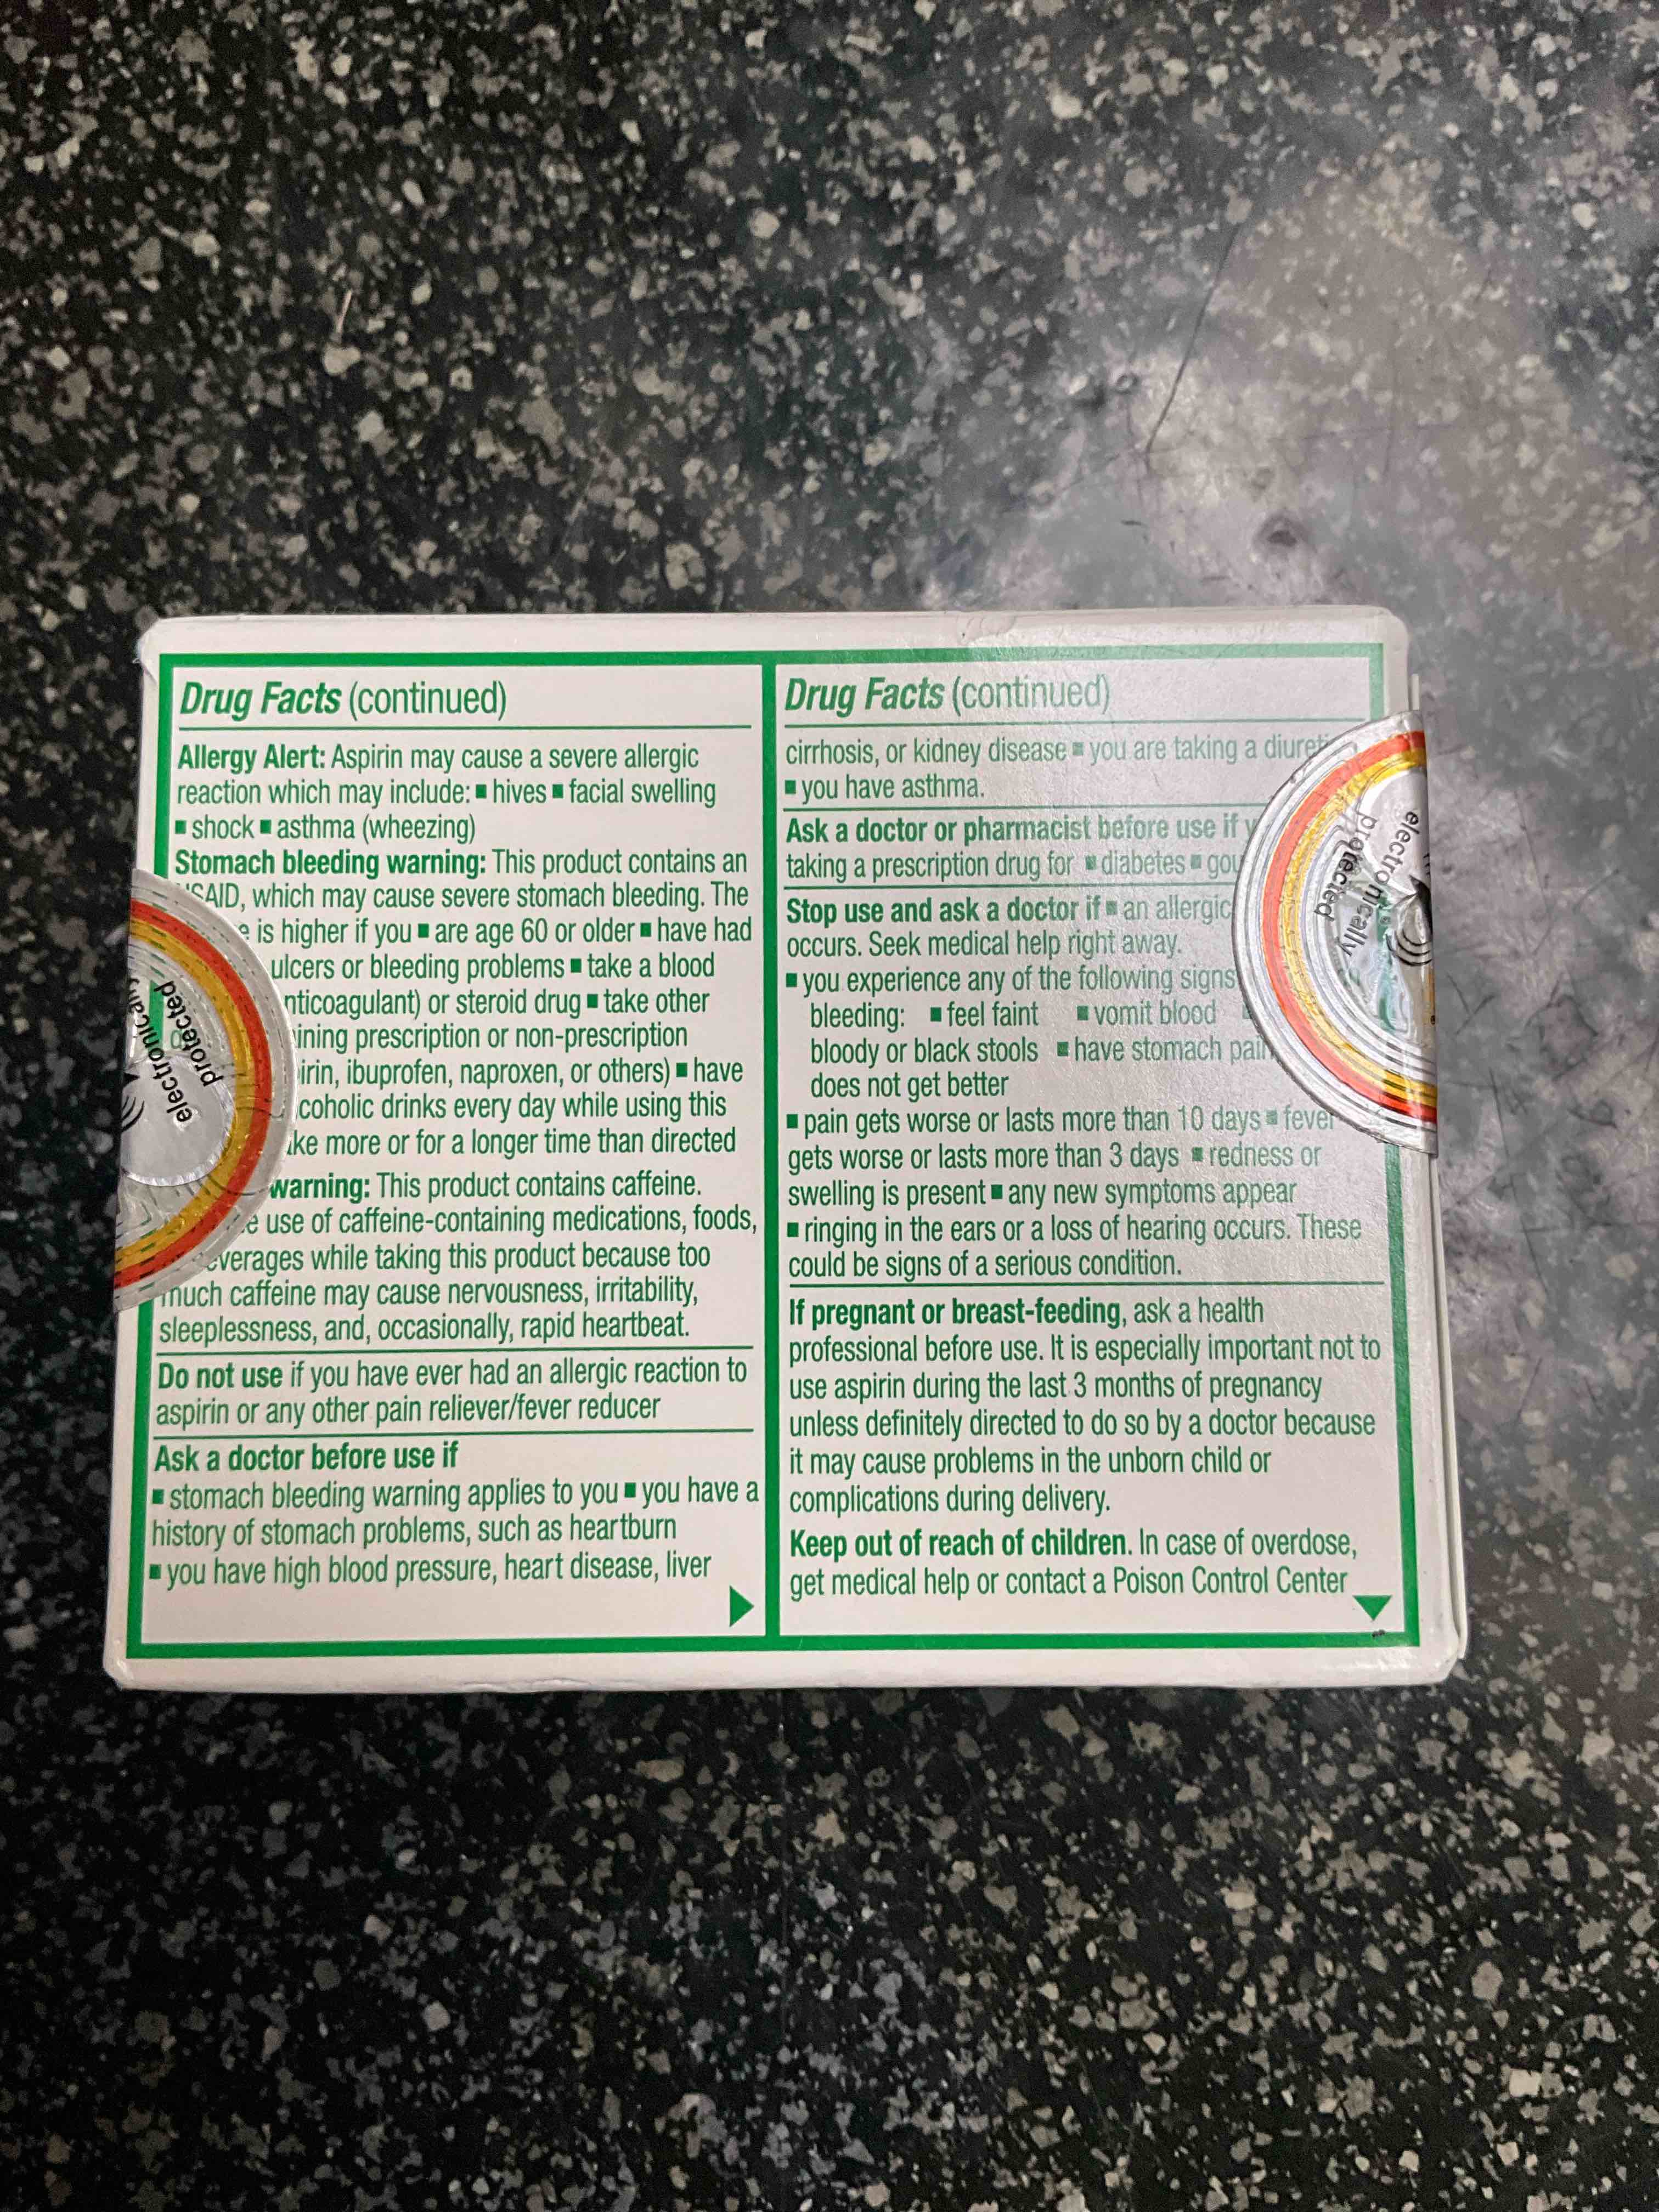 Drug Facts (continued)
Allergy Alert: Aspirin may cause a severe allergic
reaction which may include: ■ hives ■ facial swelling
■ shock ■ asthma (wheezing)
Stomach bleeding warning: This product contains an
which may cause severe stomach bleeding. The
is higher if you ■ are age 60 or older ■ have had
ulcers or bleeding problems ■ take a blood
or steroid drug ■ take other
prescription or non-prescription
ibuprofen, naproxen, or others) ■ have
drinks every day while using this
more or for a longer time than directed
warning: This product contains caffeine.
use of caffeine-containing medications, foods,
while taking this product because too
much caffeine may cause nervousness, irritability,
sleeplessness, and, occasionally, rapid heartbeat.
Do not use if you have ever had an allergic reaction to
aspirin or any other pain reliever/fever reducer
Ask a doctor before use if
■ stomach bleeding warning applies to you ■ you have a
history of stomach problems, such as heartburn
■ you have high blood pressure, heart disease, liver
Drug Facts (continued)
cirrhosis, or kidney disease ■ you are taking a
■ you have asthma.
Ask a doctor or pharmacist before use if
taking a prescription drug for ■ diabetes ■
Stop use and ask a doctor if ■ an allergic
occurs. Seek medical help right away.
■ you experience any of the following signs
bleeding: ■ feel faint ■ vomit blood
bloody or black stools ■ have stomach pain
does not get better
■ pain gets worse or lasts more than 10 days ■ fever
gets worse or lasts more than 3 days ■ redness or
swelling is present ■ any new symptoms appear
■ ringing in the ears or a loss of hearing occurs. These
could be signs of a serious condition.
If pregnant or breast-feeding, ask a health
professional before use. It is especially important not to
use aspirin during the last 3 months of pregnancy
unless definitely directed to do so by a doctor because
it may cause problems in the unborn child or
complications during delivery.
Keep out of reach of children. In case of overdose,
get medical help or contact a Poison Control Center
protected
electronically
protected